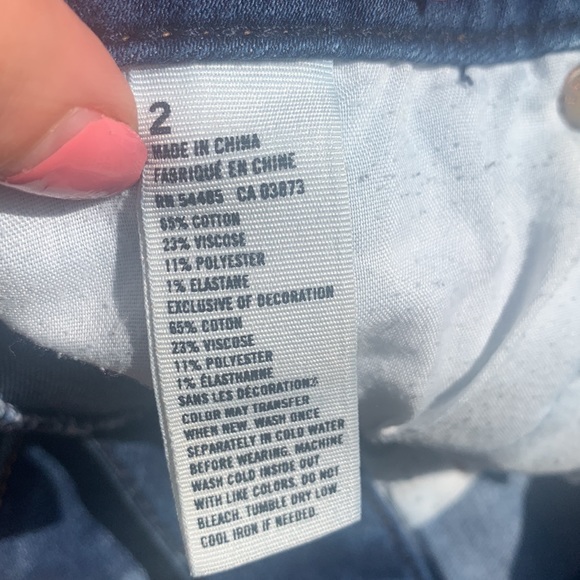 2
MADE IN CHINA
FABRIQUÉ EN CHINE
RN 54485 CA 03873
65% COTTON
23% VISCOSE
11% POLYESTER
1% ELASTANE
EXCLUSIVE OF DECORATION
65% COTON
23% VISCOSE
11% POLYESTER
1% ÉLASTHANNE
SANS LES DÉCORATIONS
COLOR MAY TRANSFER
WHEN NEW. WASH ONCE
SEPARATELY IN COLD WATER
BEFORE WEARING. MACHINE
WASH COLD INSIDE OUT
WITH LIKE COLORS. DO NOT
BLEACH. TUMBLE DRY LOW.
COOL IRON IF NEEDED.